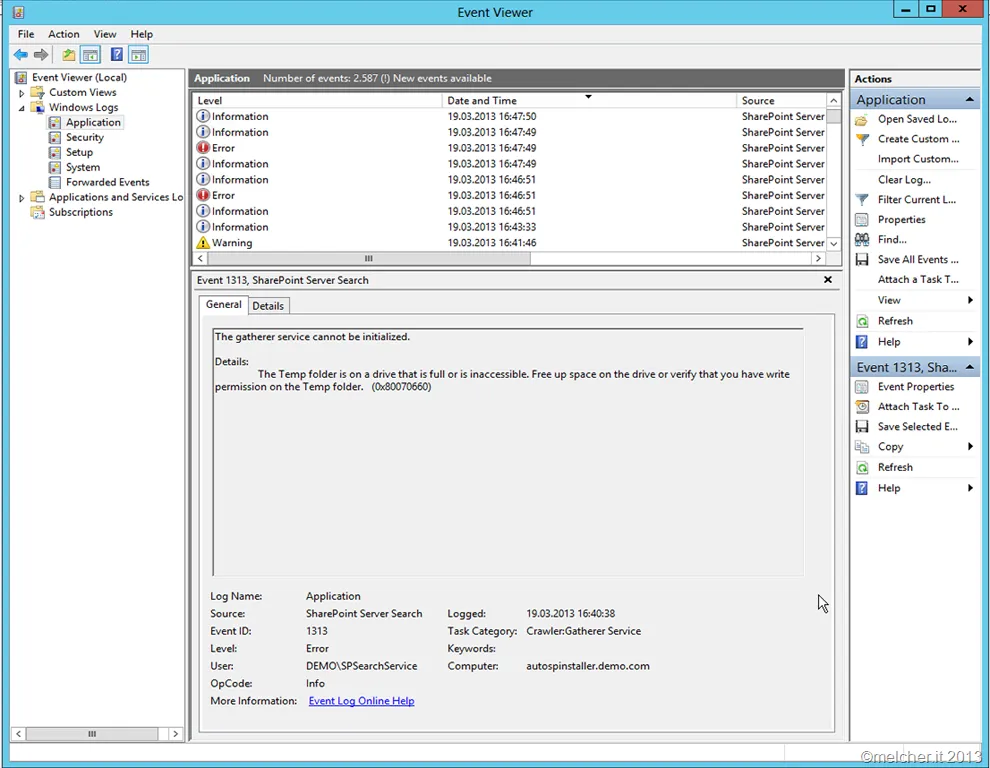 Event Viewer
File Action View Help
Event Viewer (Local)
Custom Views
Windows Logs
Application
Security
Setup
System
Forwarded Events
Applications and Services Lo
Subscriptions
Application Number of events: 2.587 (!) New events available
Level Date and Time Source
Information 19.03.2013 16:47:50 SharePoint Server
Information 19.03.2013 16:47:49 SharePoint Server
Error 19.03.2013 16:47:49 SharePoint Server
Information 19.03.2013 16:47:49 SharePoint Server
Information 19.03.2013 16:46:51 SharePoint Server
Error 19.03.2013 16:46:51 SharePoint Server
Information 19.03.2013 16:46:51 SharePoint Server
Information 19.03.2013 16:43:33 SharePoint Server
Warning 19.03.2013 16:41:46 SharePoint Server
Event 1313, SharePoint Server Search
General Details
The gatherer service cannot be initialized.
Details:
The Temp folder is on a drive that is full or is inaccessible. Free up space on the drive or verify that you have write
permission on the Temp folder. (0x80070660)
Log Name: Application
Source: SharePoint Server Search Logged: 19.03.2013 16:40:38
Event ID: 1313 Task Category: Crawler:Gatherer Service
Level: Error Keywords:
User: DEMO\SPSearchService Computer: autospinstaller.demo.com
OpCode: Info
More Information: Event Log Online Help
Actions
Application
Open Saved Lo...
Create Custom ...
Import Custom...
Clear Log...
Filter Current L...
Properties
Find...
Save All Events ...
Attach a Task T...
View
Refresh
Help
Event 1313, Sha...
Event Properties
Attach Task To ...
Save Selected E...
Copy
Refresh
Help
©melcher.it 2013